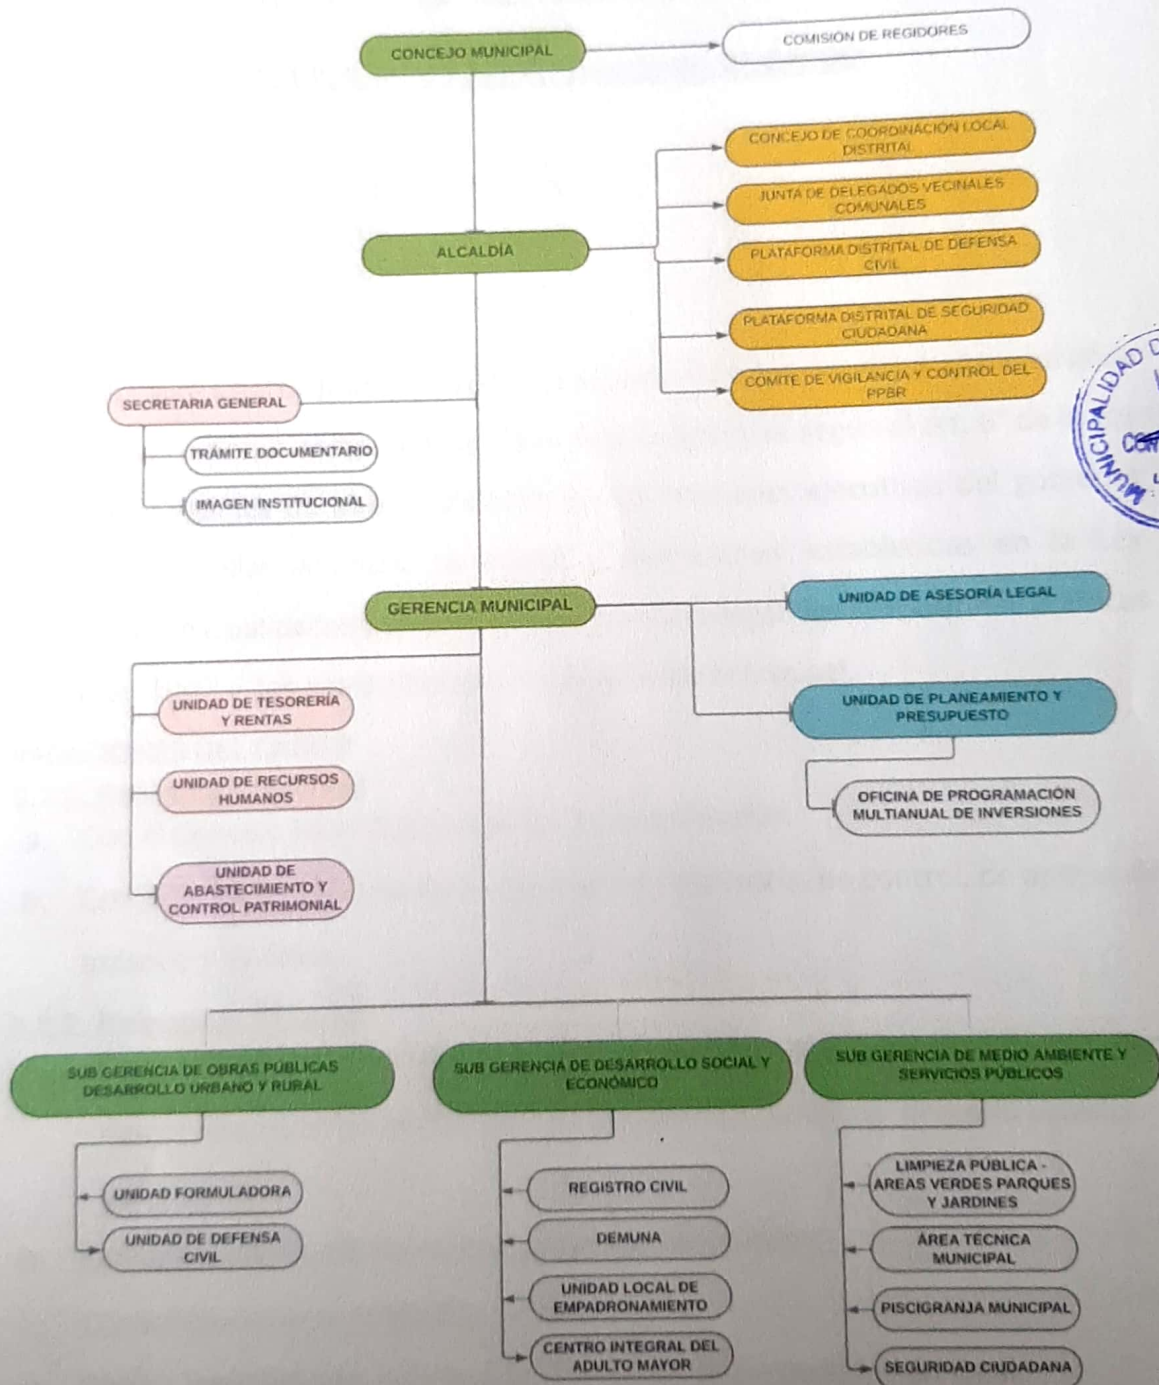 CONCEJO MUNICIPAL
COMISIÓN DE REGIDORES
CONCEJO DE COORDINACIÓN LOCAL
DISTRITAL
JUNTA DE DELEGADOS VECINALES
COMUNALES
ALCALDÍA
PLATAFORMA DISTRITAL DE DEFENSA
CIVIL
PLATAFORMA DISTRITAL DE SEGURIDAD
CIUDADANA
COMITE DE VIGILANCIA Y CONTROL DEL
PPBR
MUNICIPALIDAD D
SECRETARIA GENERAL
TRÁMITE DOCUMENTARIO
IMAGEN INSTITUCIONAL
GERENCIA MUNICIPAL
UNIDAD DE ASESORÍA LEGAL
UNIDAD DE TESORERÍA
Y RENTAS
UNIDAD DE PLANEAMIENTO Y
PRESUPUESTO
UNIDAD DE RECURSOS
HUMANOS
OFICINA DE PROGRAMACIÓN
MULTIANUAL DE INVERSIONES
UNIDAD DE
ABASTECIMIENTO Y
CONTROL PATRIMONIAL
SUB GERENCIA DE OBRAS PÚBLICAS
DESARROLLO URBANO Y RURAL
SUB GERENCIA DE DESARROLLO SOCIAL Y
ECONÓMICO
SUB GERENCIA DE MEDIO AMBIENTE Y
SERVICIOS PÚBLICOS
UNIDAD FORMULADORA
UNIDAD DE DEFENSA
CIVIL
REGISTRO CIVIL
DEMUNA
UNIDAD LOCAL DE
EMPADRONAMIENTO
CENTRO INTEGRAL DEL
ADULTO MAYOR
LIMPIEZA PÚBLICA -
AREAS VERDES PARQUES
Y JARDINES
ÁREA TÉCNICA
MUNICIPAL
PISCIGRANJA MUNICIPAL
SEGURIDAD CIUDADANA